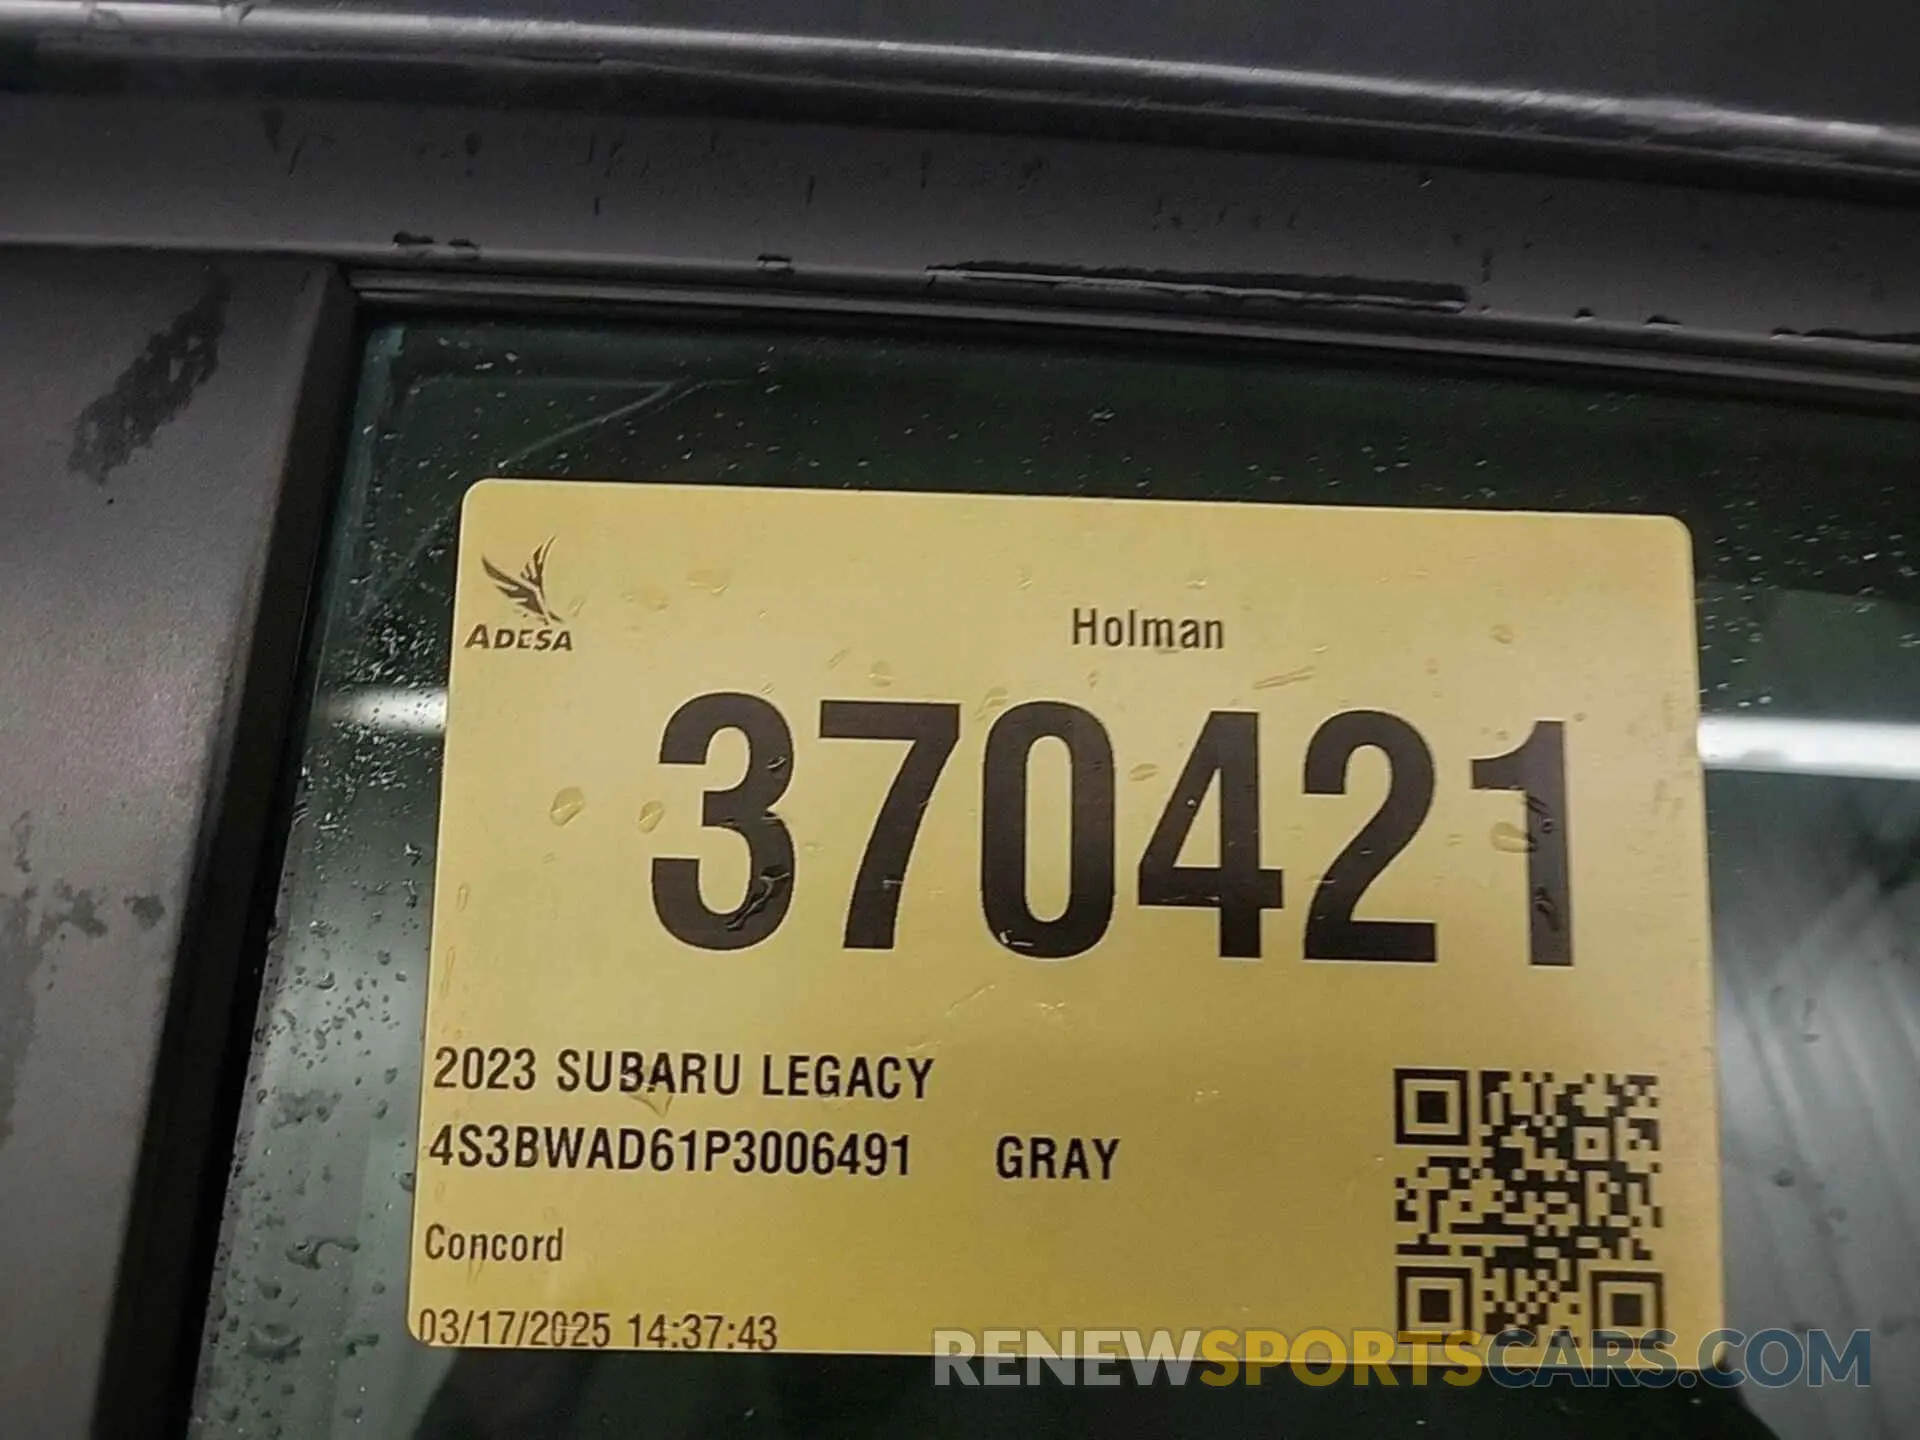 ADESA
Holman
370421
2023 SUBARU LEGACY
4S3BWAD61P3006491 GRAY
Concord
03/17/2025 14:37:43
RENEWSPORTSCARS.COM